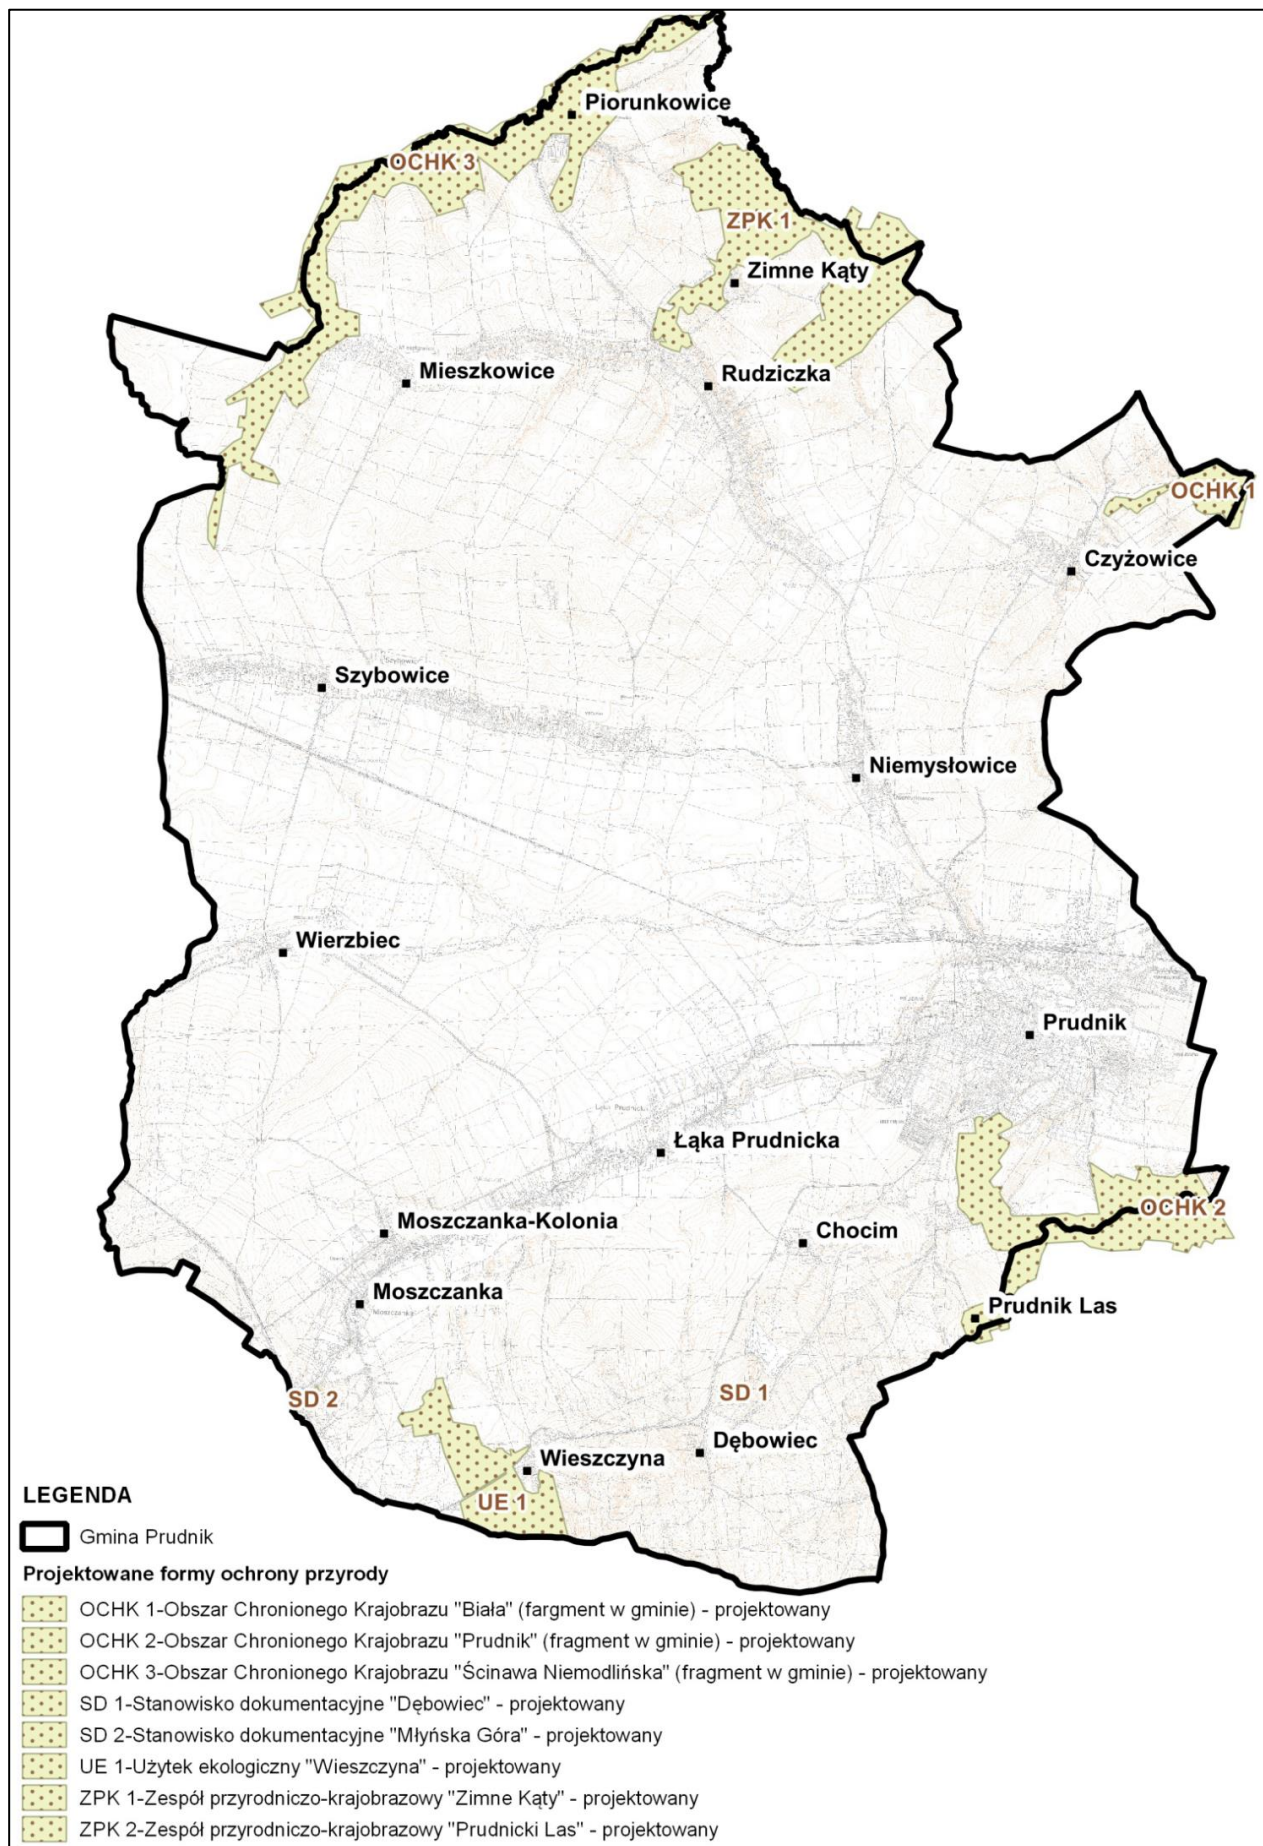 Piorunkowice
OCHK 3
ZPK 1
Zimne Kąty
Mieszkowice
Rudziczka
OCHK 1
Czyżowice
Szybowice
Niemysłowice
Wierzbiec
Prudnik
Łąka Prudnicka
Moszczanka-Kolonia
Chocim
OCHK 2
Moszczanka
Prudnik Las
SD 2
SD 1
Dębowiec
Wieszczyna
UE 1
LEGENDA
Gmina Prudnik
Projektowane formy ochrony przyrody
OCHK 1-Obszar Chronionego Krajobrazu "Biała" (fargment w gminie) - projektowany
OCHK 2-Obszar Chronionego Krajobrazu "Prudnik" (fragment w gminie) - projektowany
OCHK 3-Obszar Chronionego Krajobrazu "Ścinawa Niemodlińska" (fragment w gminie) - projektowany
SD 1-Stanowisko dokumentacyjne "Dębowiec" - projektowany
SD 2-Stanowisko dokumentacyjne "Młyńska Góra" - projektowany
UE 1-Użytek ekologiczny "Wieszczyna" - projektowany
ZPK 1-Zespół przyrodniczo-krajobrazowy "Zimne Kąty" - projektowany
ZPK 2-Zespół przyrodniczo-krajobrazowy "Prudnicki Las" - projektowany